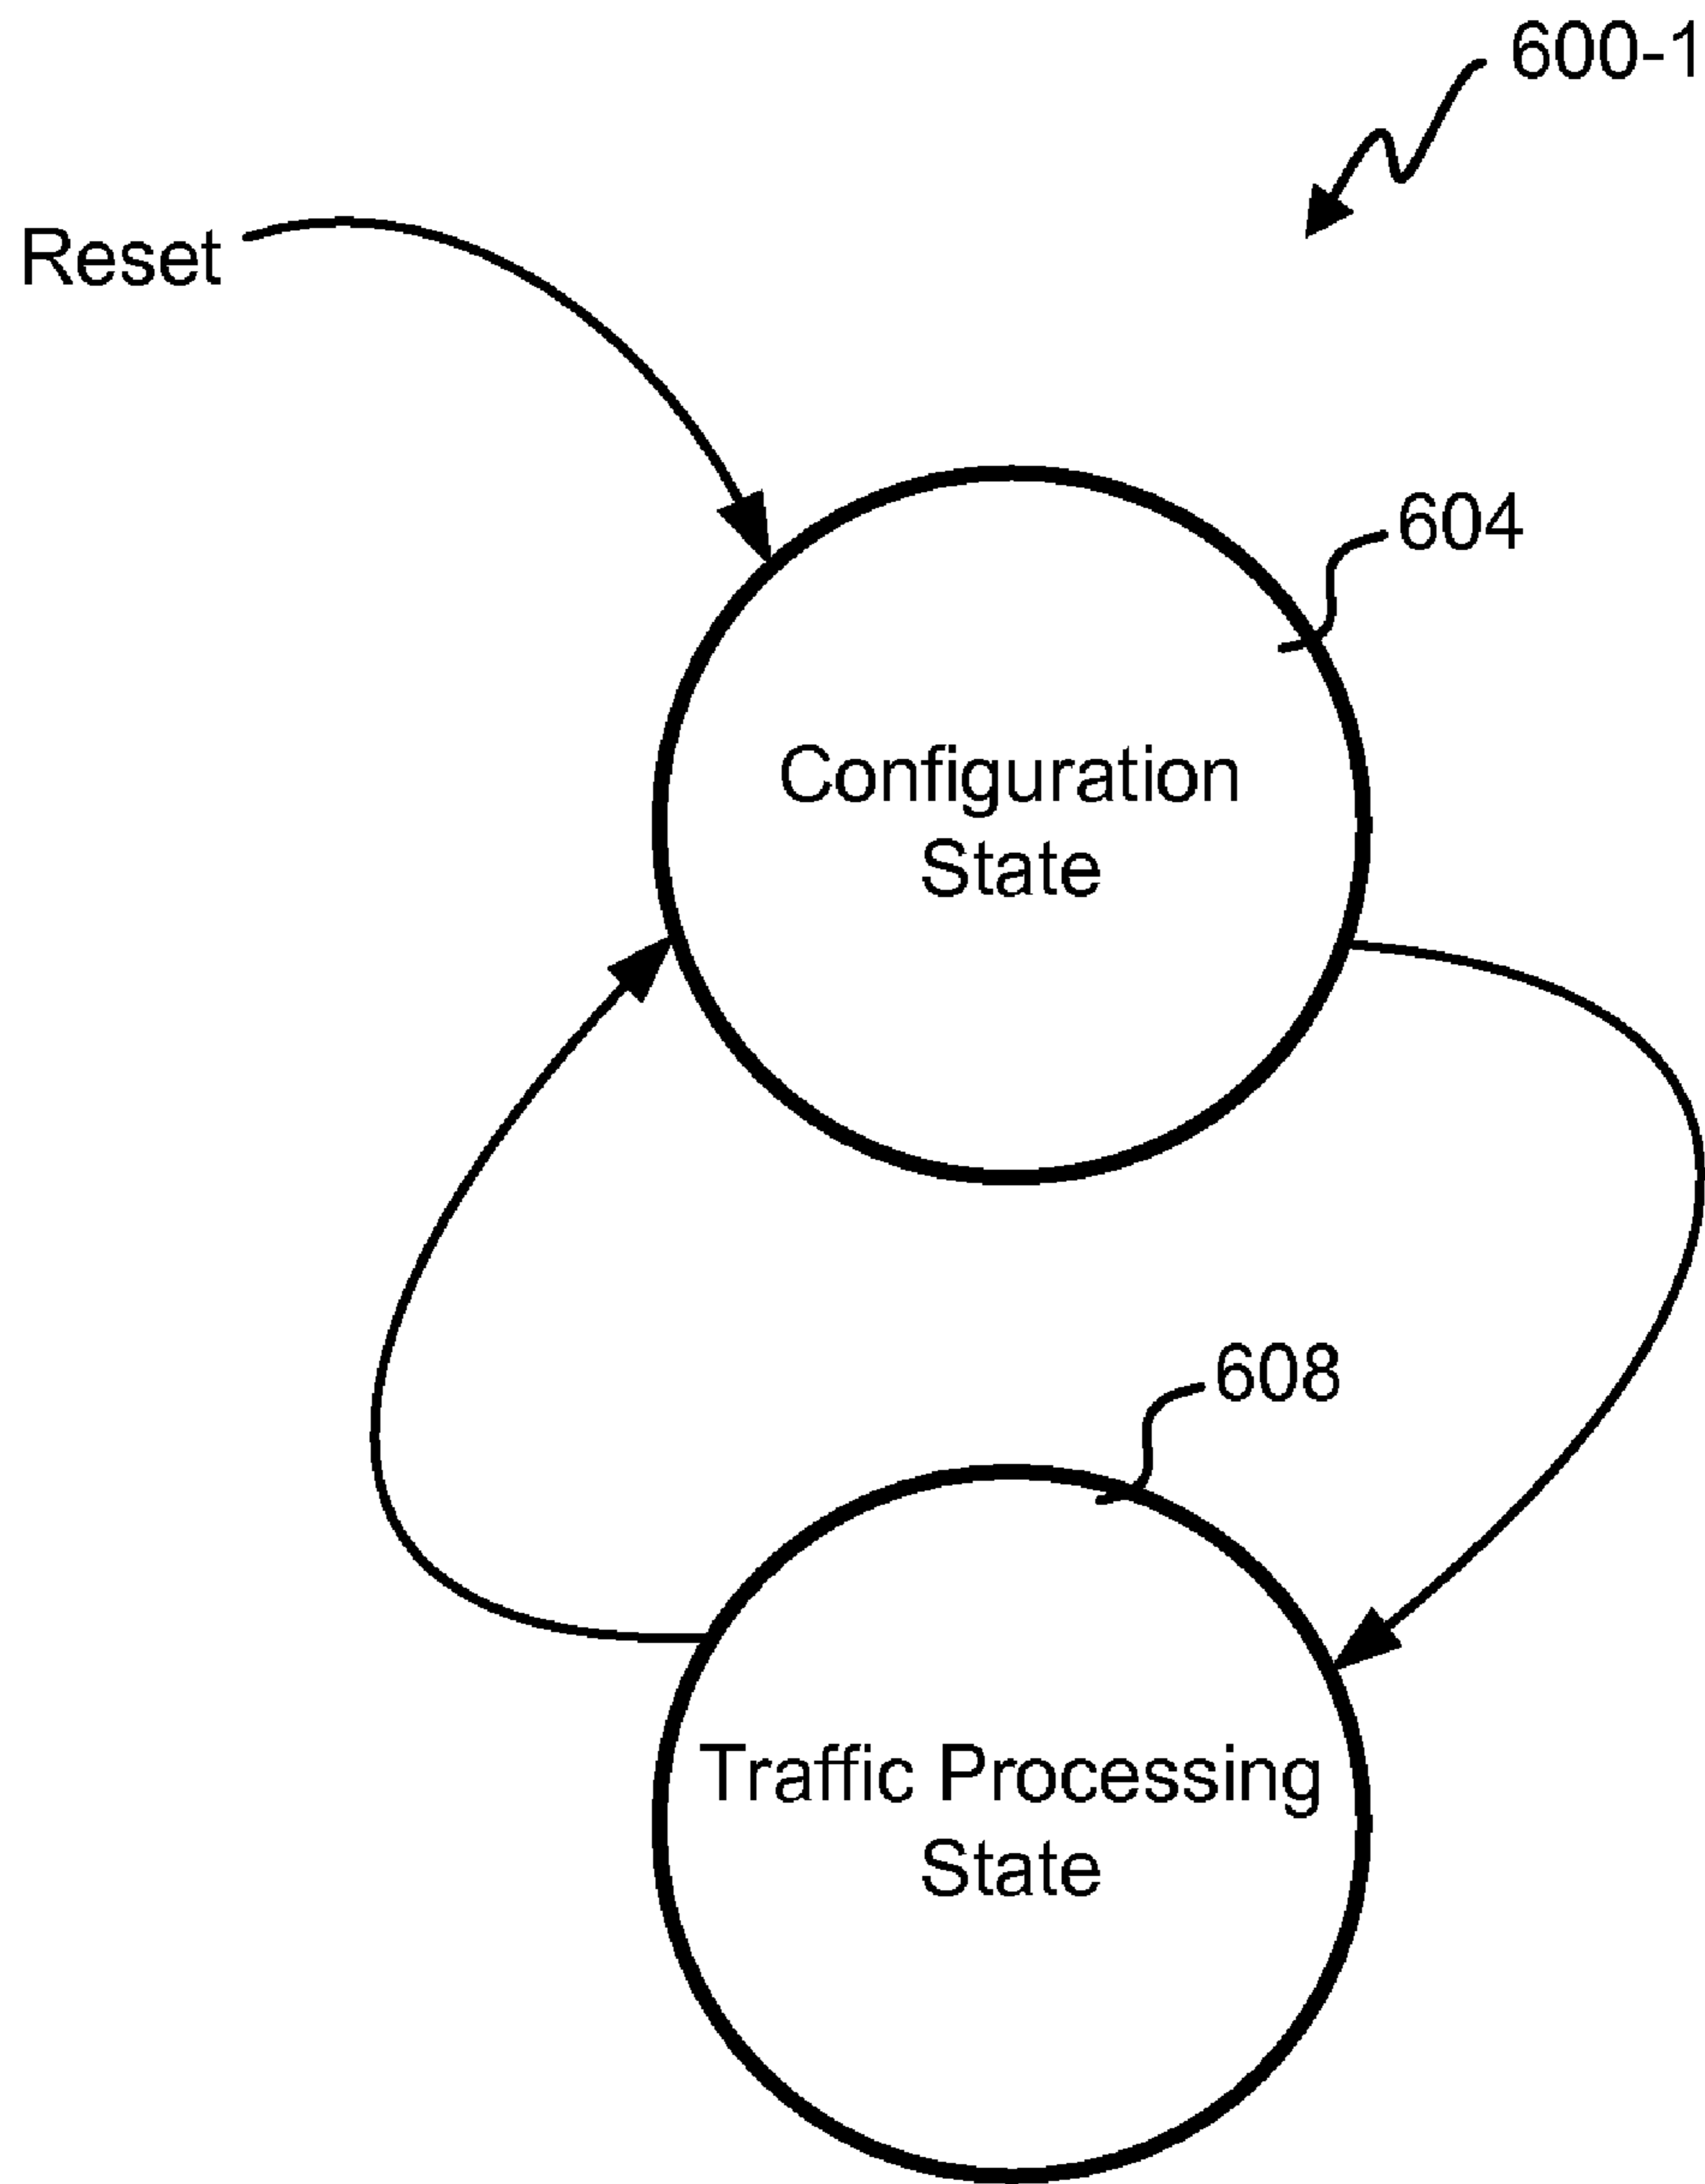 600-1
Reset
604
Configuration
State
608
Traffic Processing
State